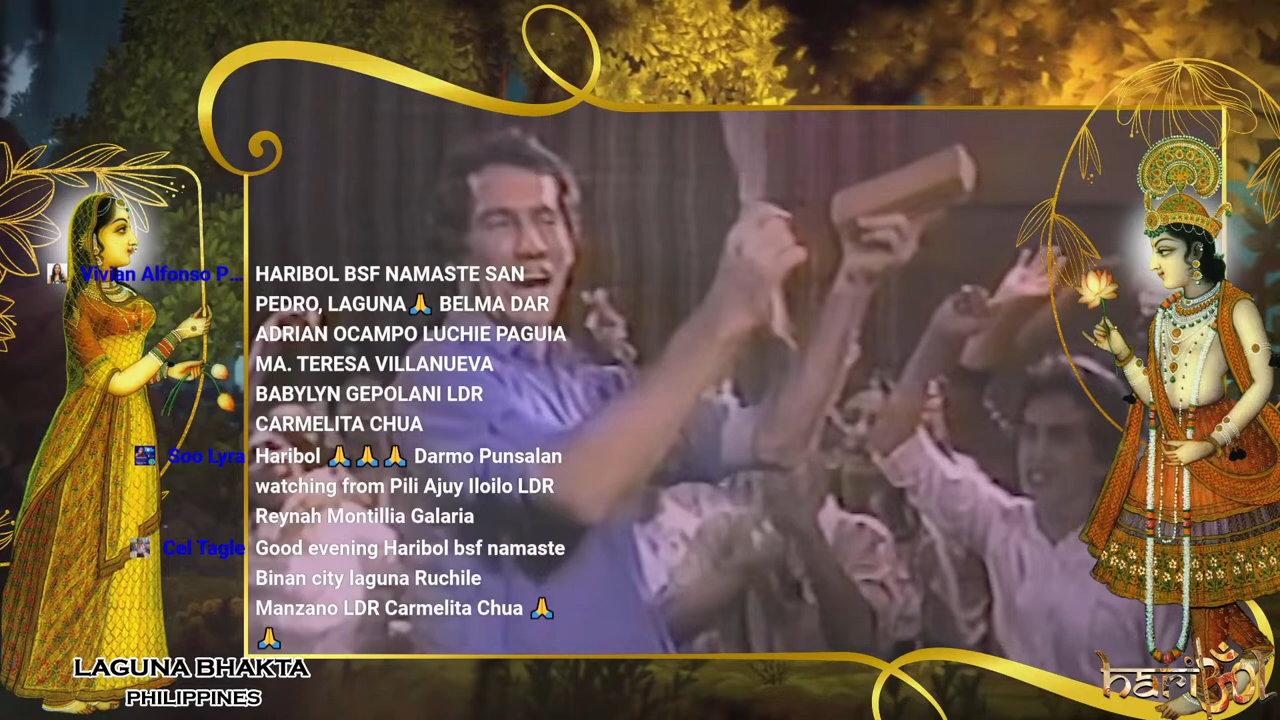 Vivian Alfonso P... HARIBOL BSF NAMASTE SAN
PEDRO, LAGUNA🙏 BELMA DAR
ADRIAN OCAMPO LUCHIE PAGUIA
MA. TERESA VILLANUEVA
BABYLYN GEPOLANI LDR
CARMELITA CHUA
Soo Lyra Haribol 🙏🙏🙏 Darmo Punsalan
watching from Pili Ajuy Iloilo LDR
Reynah Montillia Galaria
Cel Tagle Good evening Haribol bsf namaste
Binan city laguna Ruchile
Manzano LDR Carmelita Chua 🙏
🙏
LAGUNA BHAKTA
PHILIPPINES
hariॐl